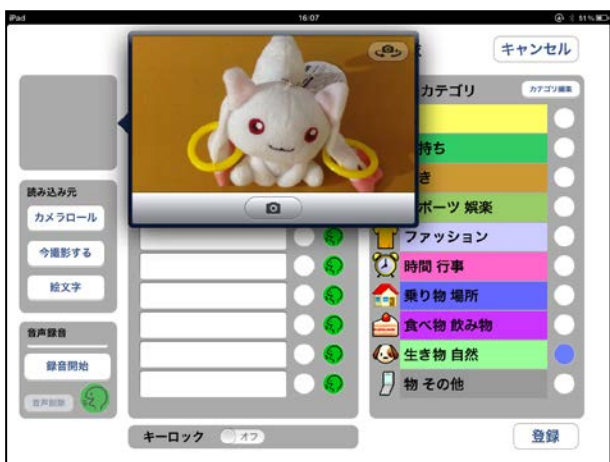 iPad
16:07
51%
キャンセル
カテゴリ
カテゴリ編集
持ち
き
ポーツ 娯楽
ファッション
時間 行事
乗り物 場所
食べ物 飲み物
生き物 自然
物 その他
読み込み元
カメラロール
今撮影する
絵文字
音声録音
録音開始
音声削除
キーロック
オフ
登録